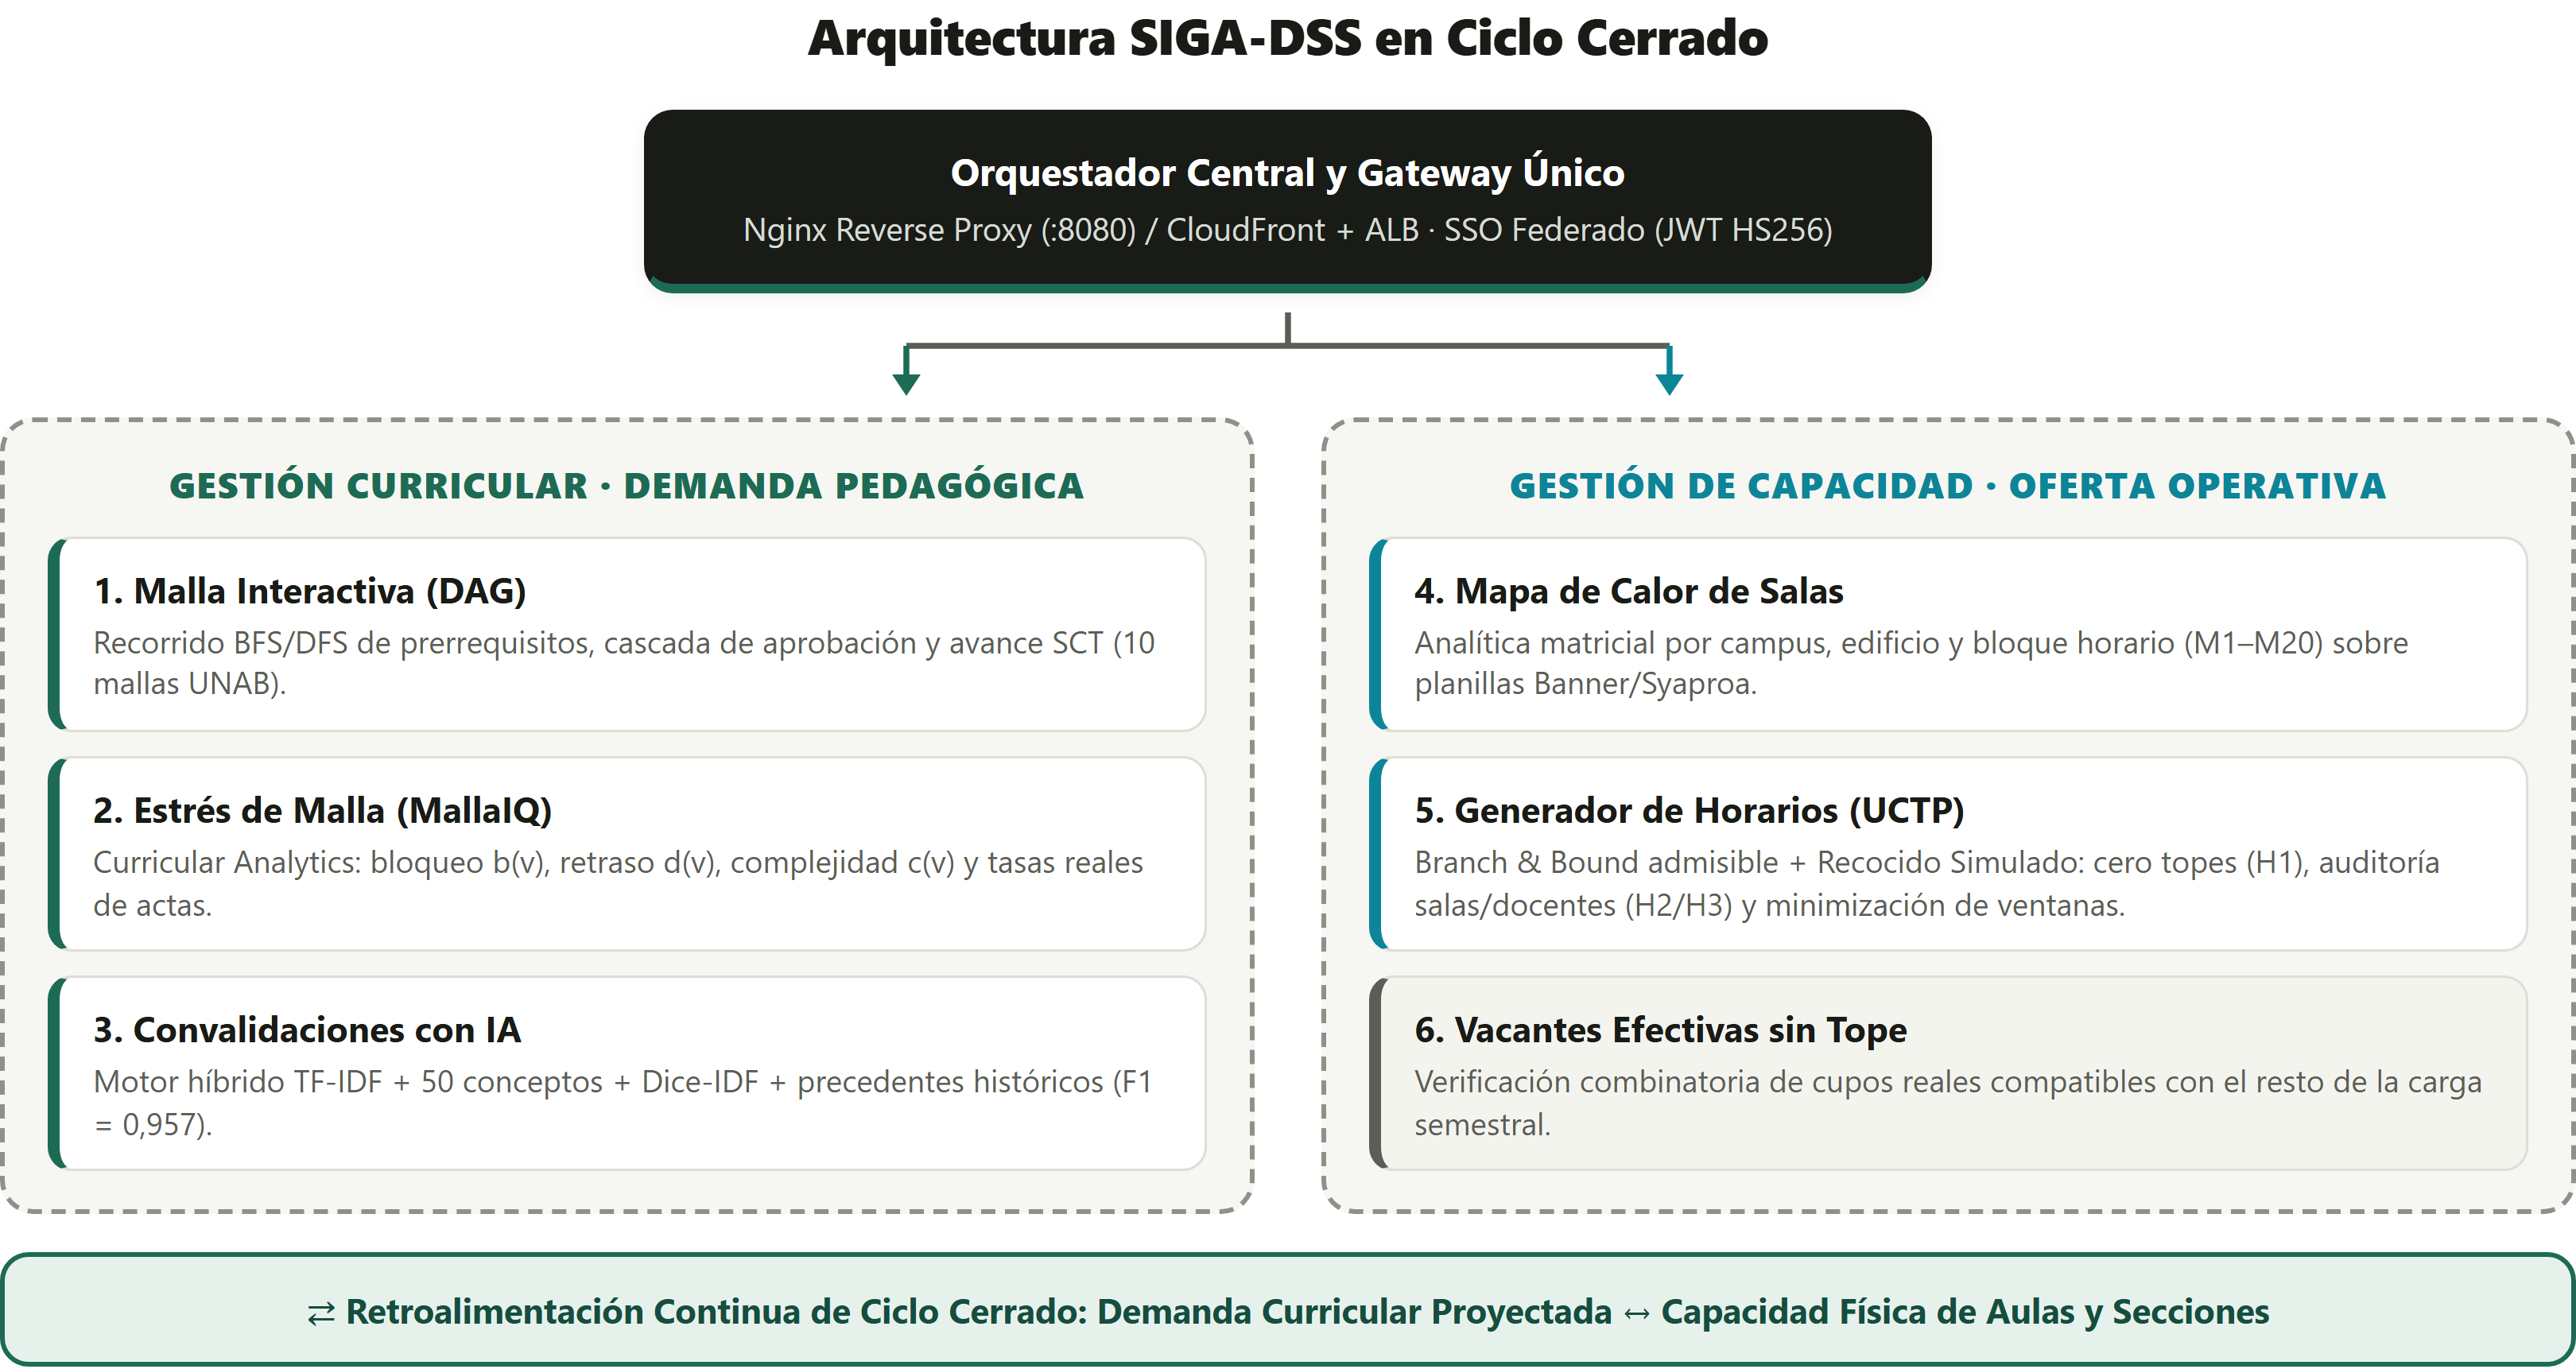 Arquitectura SIGA-DSS en Ciclo Cerrado
Orquestador Central y Gateway Único
Nginx Reverse Proxy (:8080) / CloudFront + ALB · SSO Federado (JWT HS256)
GESTIÓN CURRICULAR · DEMANDA PEDAGÓGICA
1. Malla Interactiva (DAG)
Recorrido BFS/DFS de prerrequisitos, cascada de aprobación y avance SCT (10
mallas UNAB).
2. Estrés de Malla (MallaIQ)
Curricular Analytics: bloqueo b(v), retraso d(v), complejidad c(v) y tasas reales
de actas.
3. Convalidaciones con IA
Motor híbrido TF-IDF + 50 conceptos + Dice-IDF + precedentes históricos (F1
= 0,957).
GESTIÓN DE CAPACIDAD · OFERTA OPERATIVA
4. Mapa de Calor de Salas
Analítica matricial por campus, edificio y bloque horario (M1–M20) sobre
planillas Banner/Syaproa.
5. Generador de Horarios (UCTP)
Branch & Bound admisible + Recocido Simulado: cero topes (H1), auditoría
salas/docentes (H2/H3) y minimización de ventanas.
6. Vacantes Efectivas sin Tope
Verificación combinatoria de cupos reales compatibles con el resto de la carga
semestral.
⇄ Retroalimentación Continua de Ciclo Cerrado: Demanda Curricular Proyectada ↔ Capacidad Física de Aulas y Secciones